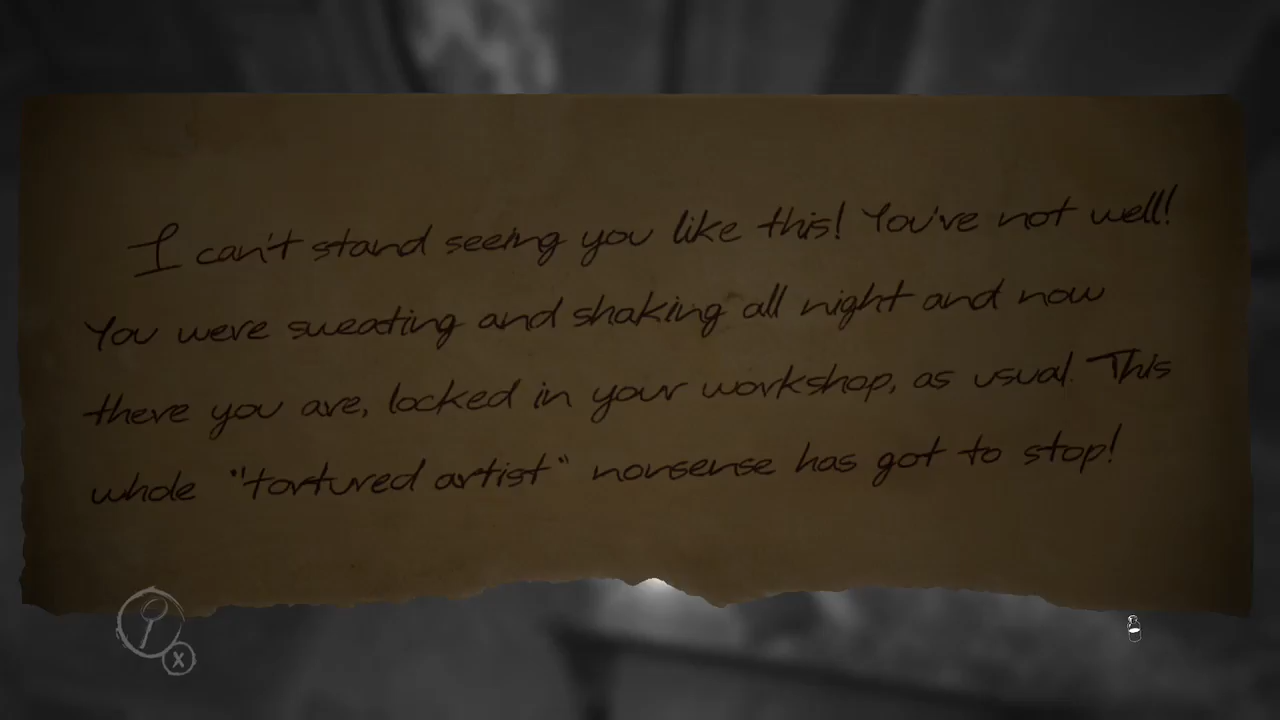 I can't stand seeing you like this! You've not well!
You were sweating and shaking all night and now
there you are, locked in your workshop, as usual. This
whole "tortured artist" nonsense has got to stop!
X